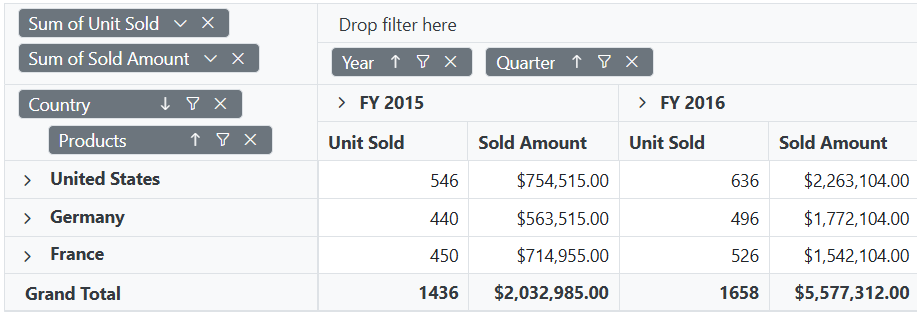 Sum of Unit Sold
Drop filter here
Sum of Sold Amount
Year Quarter
Country
FY 2015 FY 2016
Products
Unit Sold Sold Amount Unit Sold Sold Amount
United States 546 $754,515.00 636 $2,263,104.00
Germany 440 $563,515.00 496 $1,772,104.00
France 450 $714,955.00 526 $1,542,104.00
Grand Total 1436 $2,032,985.00 1658 $5,577,312.00